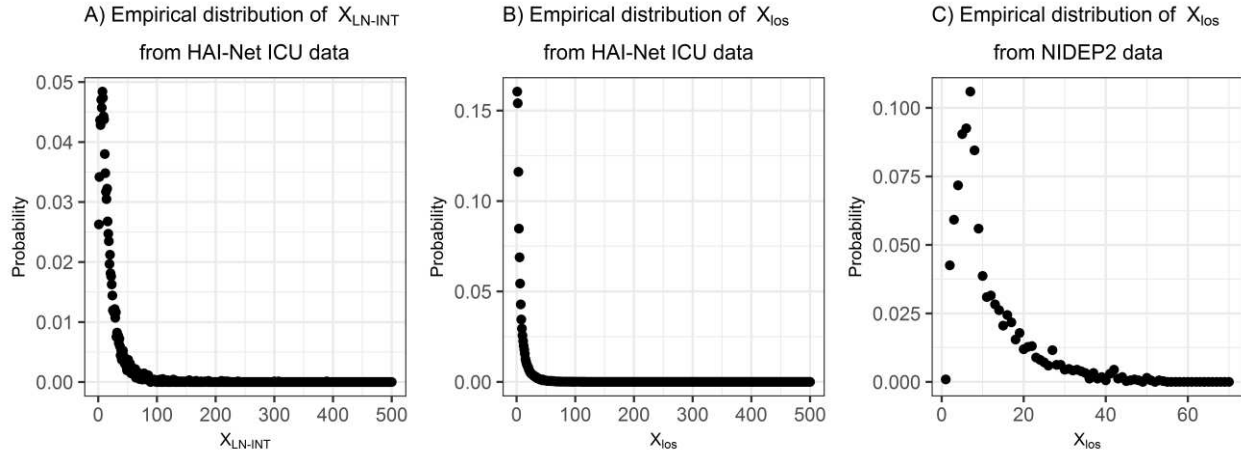 A) Empirical distribution of X_LN-INT
from HAI-Net ICU data
0.05
0.04
0.03
0.02
0.01
0.00
Probability
0 100 200 300 400 500
X_LN-INT
B) Empirical distribution of X_los
from HAI-Net ICU data
0.15
0.10
0.05
0.00
Probability
0 100 200 300 400 500
X_los
C) Empirical distribution of X_los
from NIDEP2 data
0.100
0.075
0.050
0.025
0.000
Probability
0 20 40 60
X_los